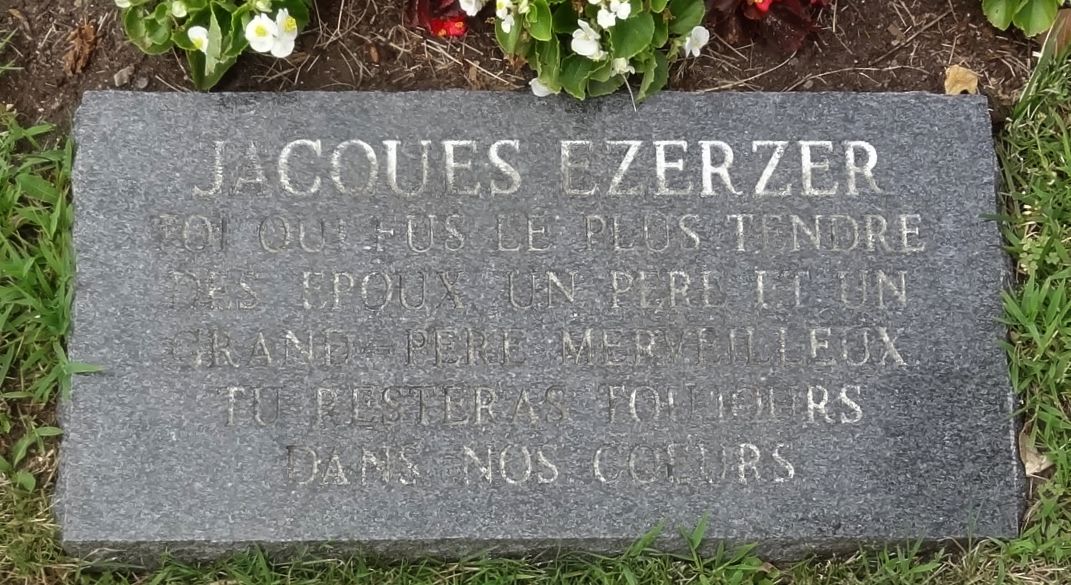 JACQUES EZERZER
TOI QUI FUS LE PLUS TENDRE
DES EPOUX UN PERE ET UN
GRAND-PERE MERVEILLEUX
TU RESTERAS TOUJOURS
DANS NOS COEURS